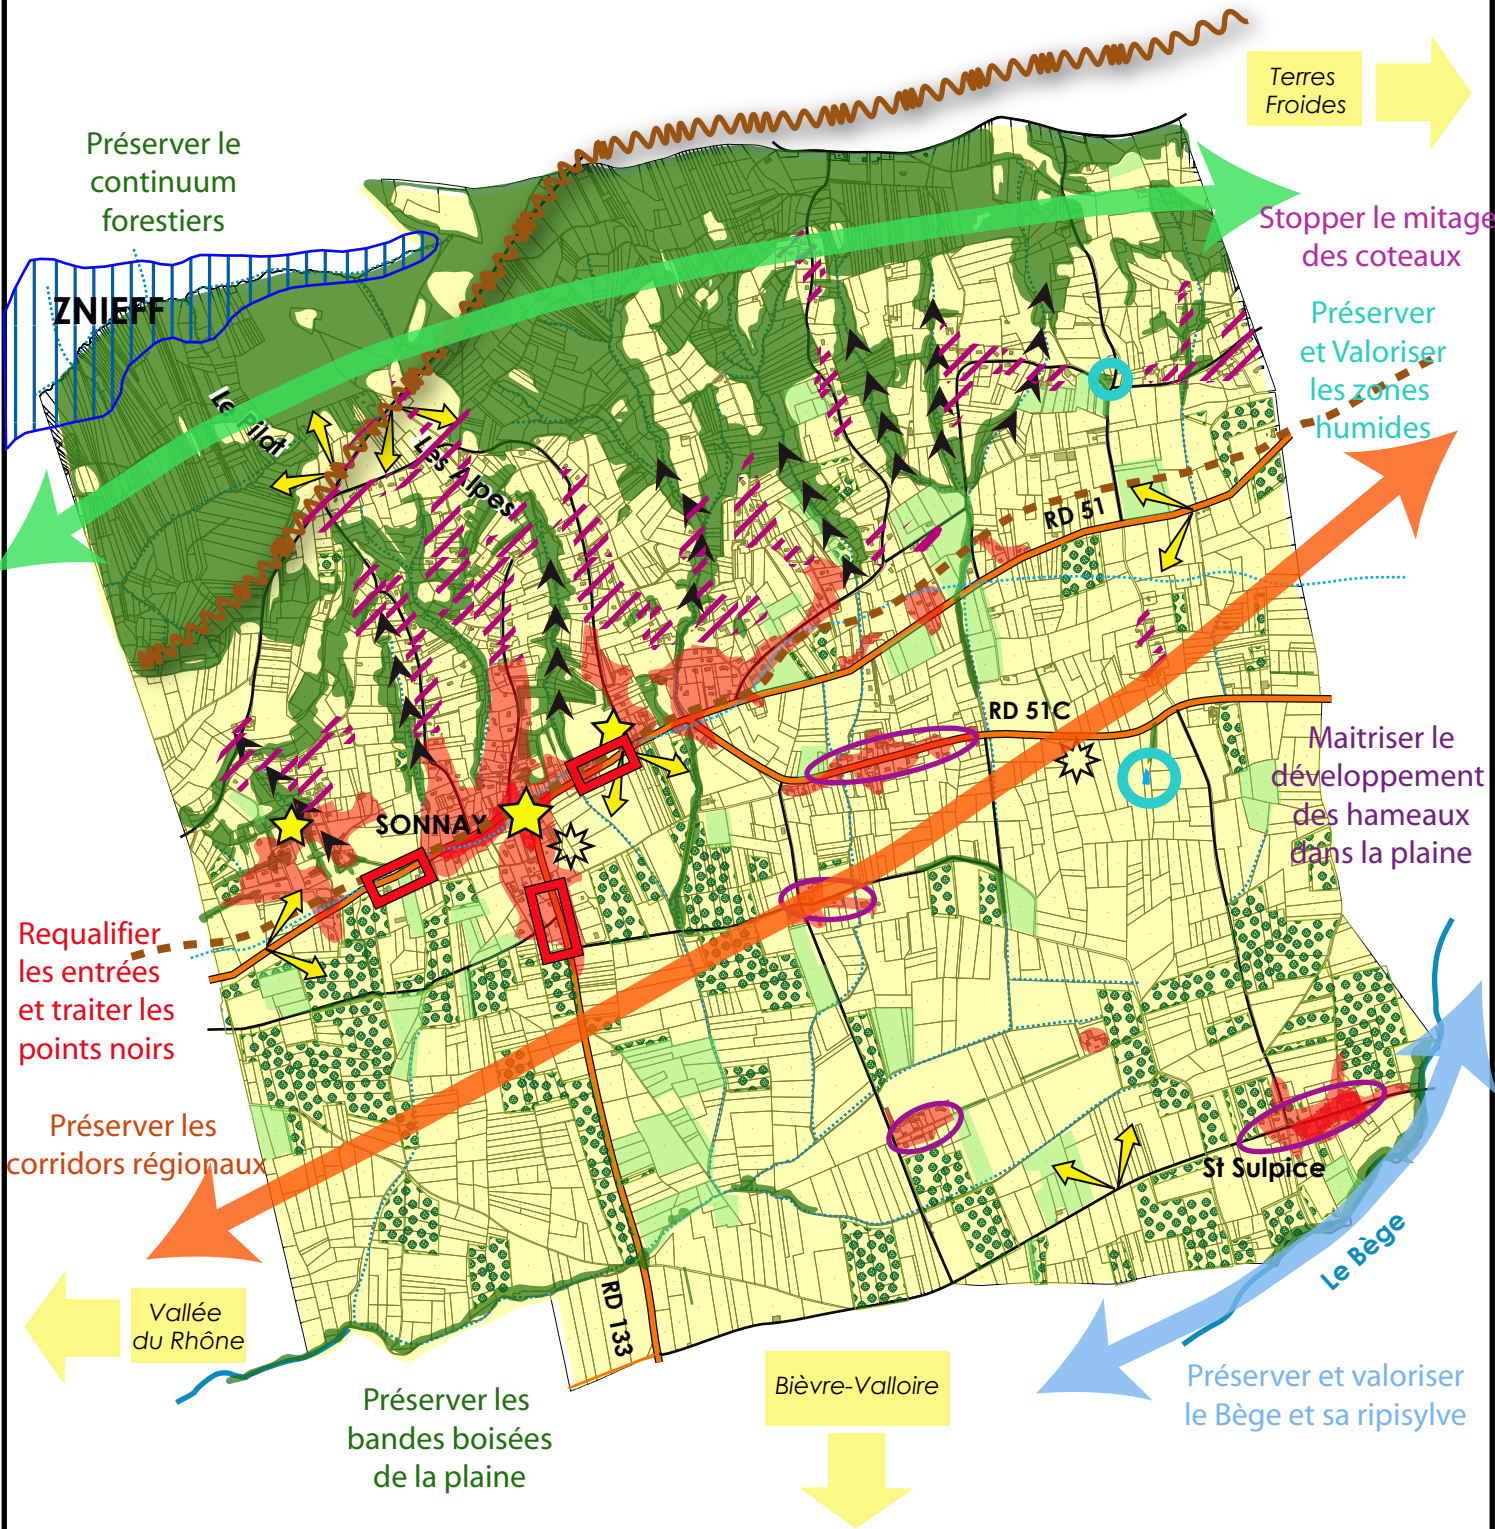 Terres
Froides
Préserver le
continuum
forestiers
Stopper le mitage
des coteaux
ZNIEFF
Préserver
et Valoriser
les zones
humides
Le Pilat
Les Alpes
RD 51
RD 51C
Maitriser le
développement
des hameaux
dans la plaine
SONNAY
Requalifier
les entrées
et traiter les
points noirs
Préserver les
corridors régionaux
St Sulpice
Le Bège
Vallée
du Rhône
RD 133
Bièvre-Valloire
Préserver et valoriser
le Bège et sa ripisylve
Préserver les
bandes boisées
de la plaine